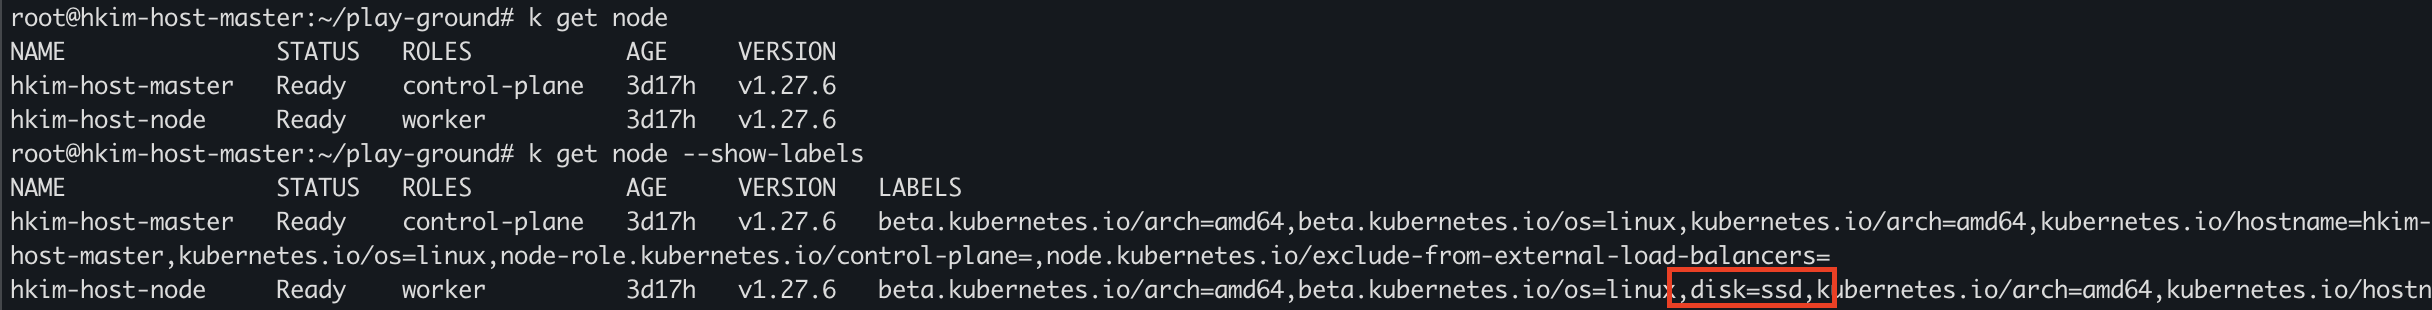 root@hkim-host-master:~/play-ground# k get node
NAME STATUS ROLES AGE VERSION
hkim-host-master Ready control-plane 3d17h v1.27.6
hkim-host-node Ready worker 3d17h v1.27.6
root@hkim-host-master:~/play-ground# k get node --show-labels
NAME STATUS ROLES AGE VERSION LABELS
hkim-host-master Ready control-plane 3d17h v1.27.6 beta.kubernetes.io/arch=amd64,beta.kubernetes.io/os=linux,kubernetes.io/arch=amd64,kubernetes.io/hostname=hkim-
host-master,kubernetes.io/os=linux,node-role.kubernetes.io/control-plane=,node.kubernetes.io/exclude-from-external-load-balancers=
hkim-host-node Ready worker 3d17h v1.27.6 beta.kubernetes.io/arch=amd64,beta.kubernetes.io/os=linux,disk=ssd,kubernetes.io/arch=amd64,kubernetes.io/hostn